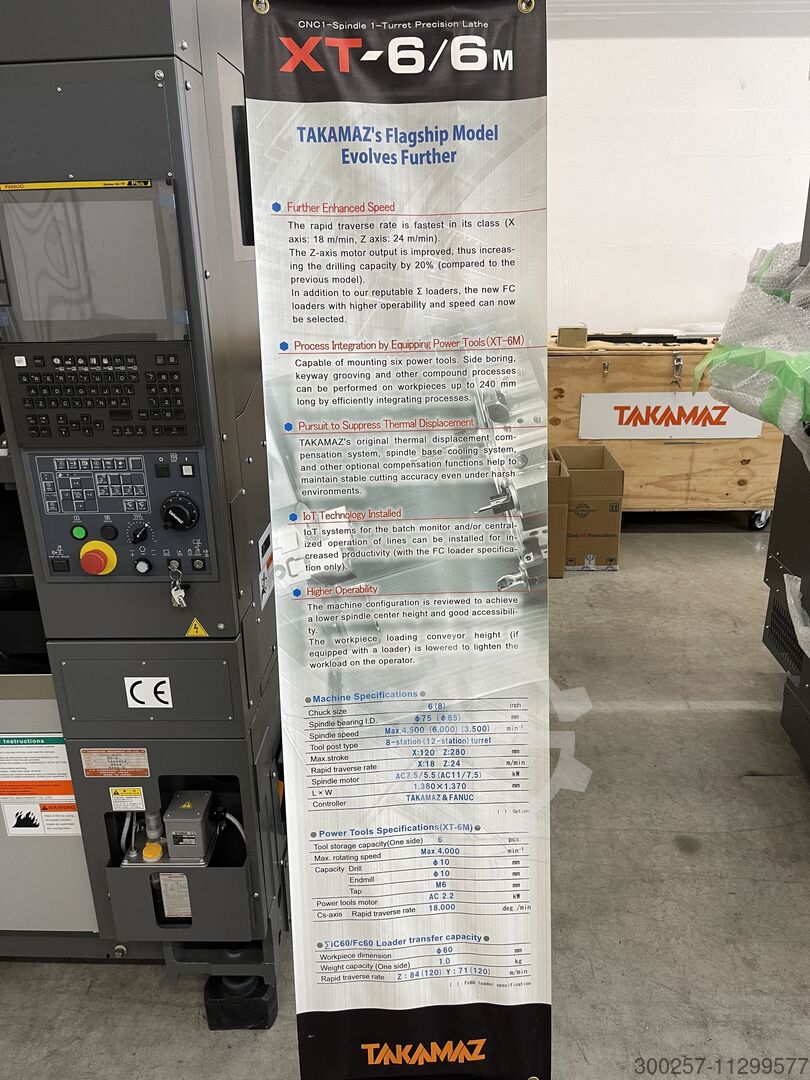 CNC1-Spindle 1-Turret Precision Lathe
XT-6/6M
TAKAMAZ's Flagship Model
Evolves Further
Further Enhanced Speed
The rapid traverse rate is fastest in its class (X
axis: 18 m/min, Z axis: 24 m/min).
The Z-axis motor output is improved, thus increas-
ing the drilling capacity by 20% (compared to the
previous model).
In addition to our reputable Σ loaders, the new FC
loaders with higher operability and speed can now
be selected.
Process Integration by Equipping Power Tools (XT-6M)
Capable of mounting six power tools. Side boring,
keyway grooving and other compound processes
can be performed on workpieces up to 240 mm
long by efficiently integrating processes.
Pursuit to Suppress Thermal Displacement
TAKAMAZ's original thermal displacement com-
pensation system, spindle base cooling system,
and other optional compensation functions help to
maintain stable cutting accuracy even under harsh
environments.
IoT Technology Installed
IoT systems for the batch monitor and/or central-
ized operation of lines can be installed for in-
creased productivity (with the FC loader specifica-
tion only).
Higher Operability
The machine configuration is reviewed to achieve
a lower spindle center height and good accessibili-
ty.
The workpiece loading conveyor height (if
equipped with a loader) is lowered to lighten the
workload on the operator.
Machine Specifications
Chuck size 6(8) inch
Spindle bearing I.D. φ75 (φ85) mm
Spindle speed Max.4,500 (6,000) (3,500) min⁻¹
Tool post type 8-station(12-station)turret
Max.stroke X:120 Z:280 mm
Rapid traverse rate X:18 Z:24 m/min
Spindle motor AC7.5/5.5(AC11/7.5) kW
L×W 1,360×1,370 mm
Controller TAKAMAZ&FANUC
( ) Option
Power Tools Specifications(XT-6M)
Tool storage capacity(One side) 6 pcs
Max. rotating speed Max.4,000 min⁻¹
Capacity Drill φ10 mm
Endmill φ10 mm
Tap M6 mm
Power tools motor AC 2.2 kW
Cs-axis Rapid traverse rate 18,000 deg./min
∑iC60/Fc60 Loader transfer capacity
Workpiece dimension φ60 mm
Weight capacity (One side) 1.0 kg
Rapid traverse rate Z:84(120) Y:71(120) m/min
( ):Fc60 loader specification
TAKAMAZ
FANUC
Plus
TAKAMAZ
CE
Instructions
WARNING
TAKAMAZ
Relocations
300257-11299577